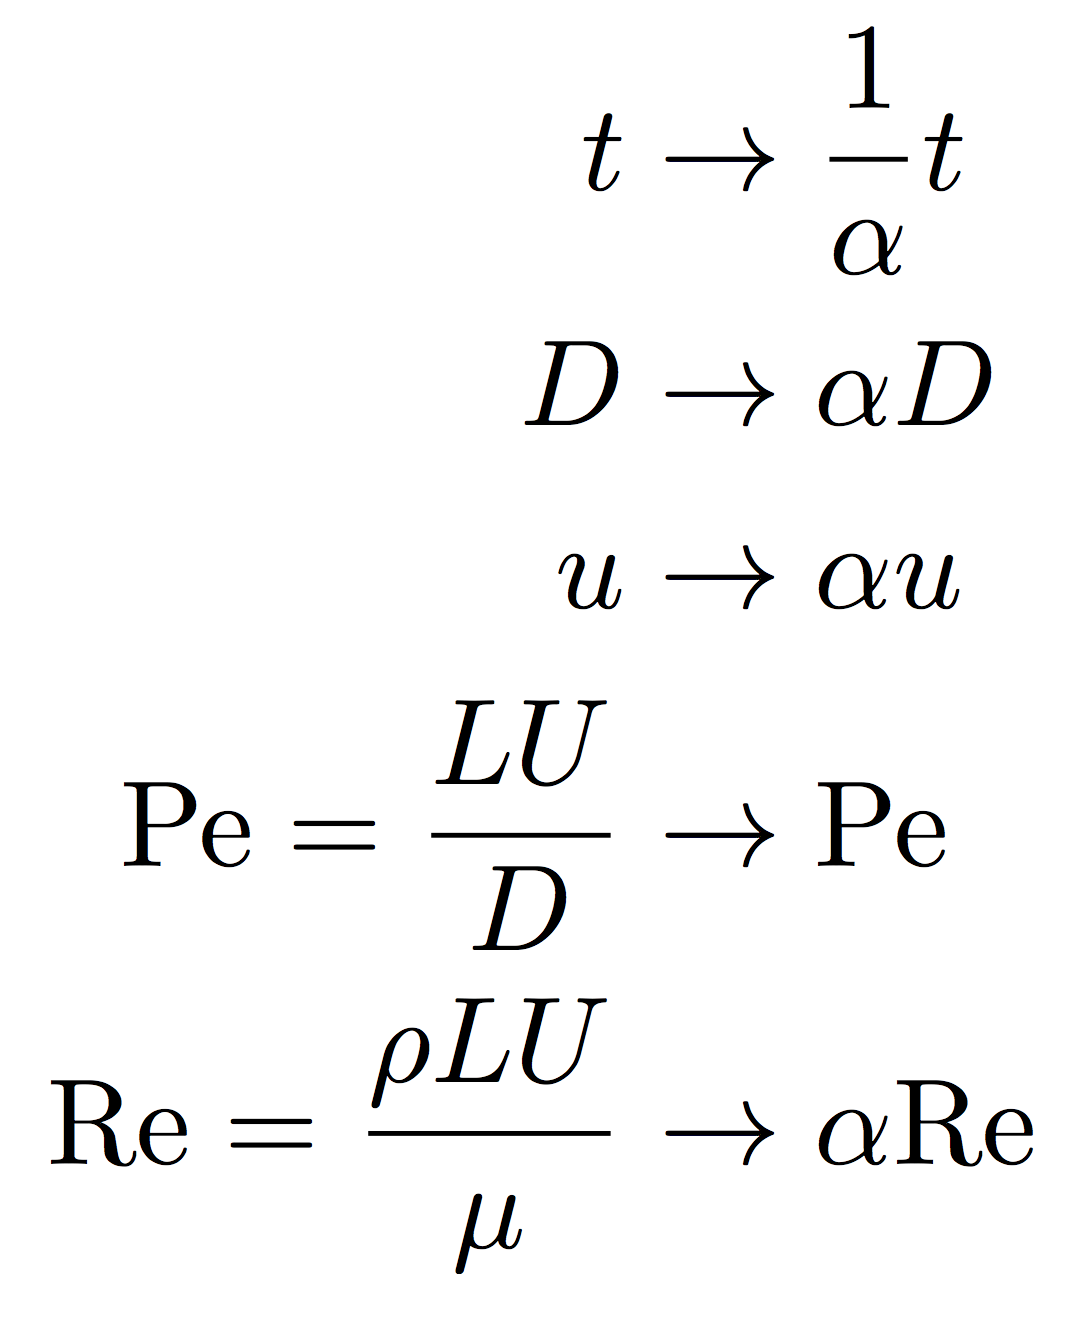 t → 1/α t
D → αD
u → αu
Pe = LU/D → Pe
Re = ρLU/μ → αRe